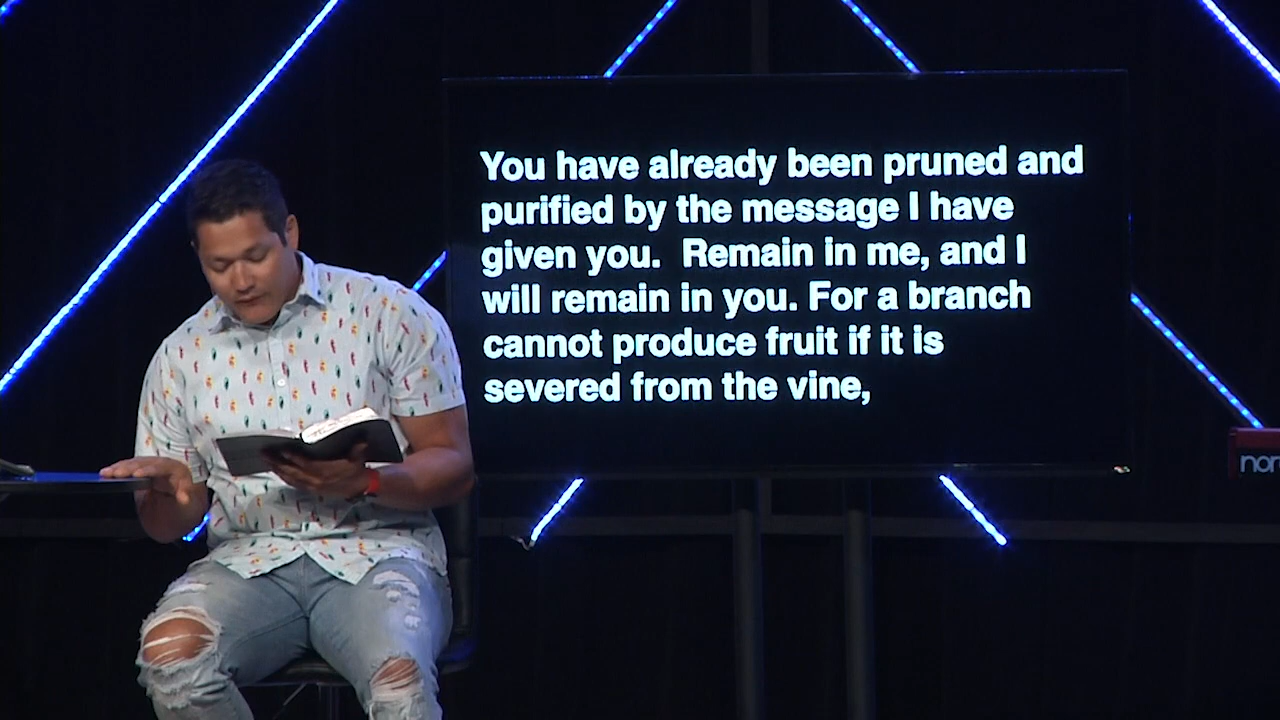 You have already been pruned and
purified by the message I have
given you.  Remain in me, and I
will remain in you. For a branch
cannot produce fruit if it is
severed from the vine,
nor